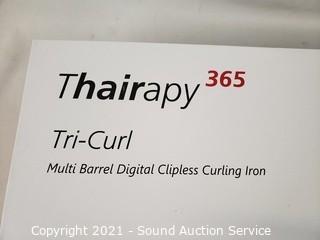 Thairapy 365
Tri-Curl
Multi Barrel Digital Clipless Curling Iron
Copyright 2021 - Sound Auction Service